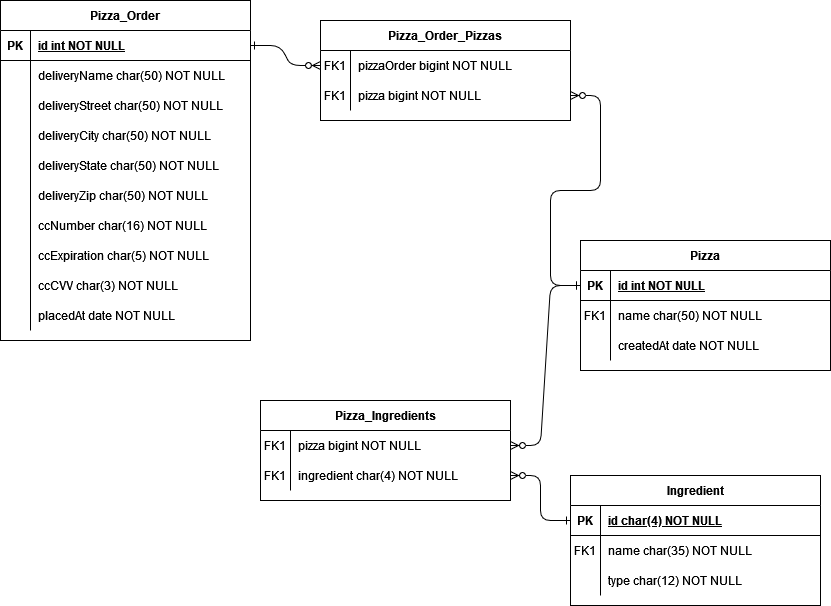 Pizza_Order
PK id int NOT NULL
deliveryName char(50) NOT NULL
deliveryStreet char(50) NOT NULL
deliveryCity char(50) NOT NULL
deliveryState char(50) NOT NULL
deliveryZip char(50) NOT NULL
ccNumber char(16) NOT NULL
ccExpiration char(5) NOT NULL
ccCVV char(3) NOT NULL
placedAt date NOT NULL
Pizza_Order_Pizzas
FK1 pizzaOrder bigint NOT NULL
FK1 pizza bigint NOT NULL
Pizza
PK id int NOT NULL
FK1 name char(50) NOT NULL
createdAt date NOT NULL
Pizza_Ingredients
FK1 pizza bigint NOT NULL
FK1 ingredient char(4) NOT NULL
Ingredient
PK id char(4) NOT NULL
FK1 name char(35) NOT NULL
type char(12) NOT NULL